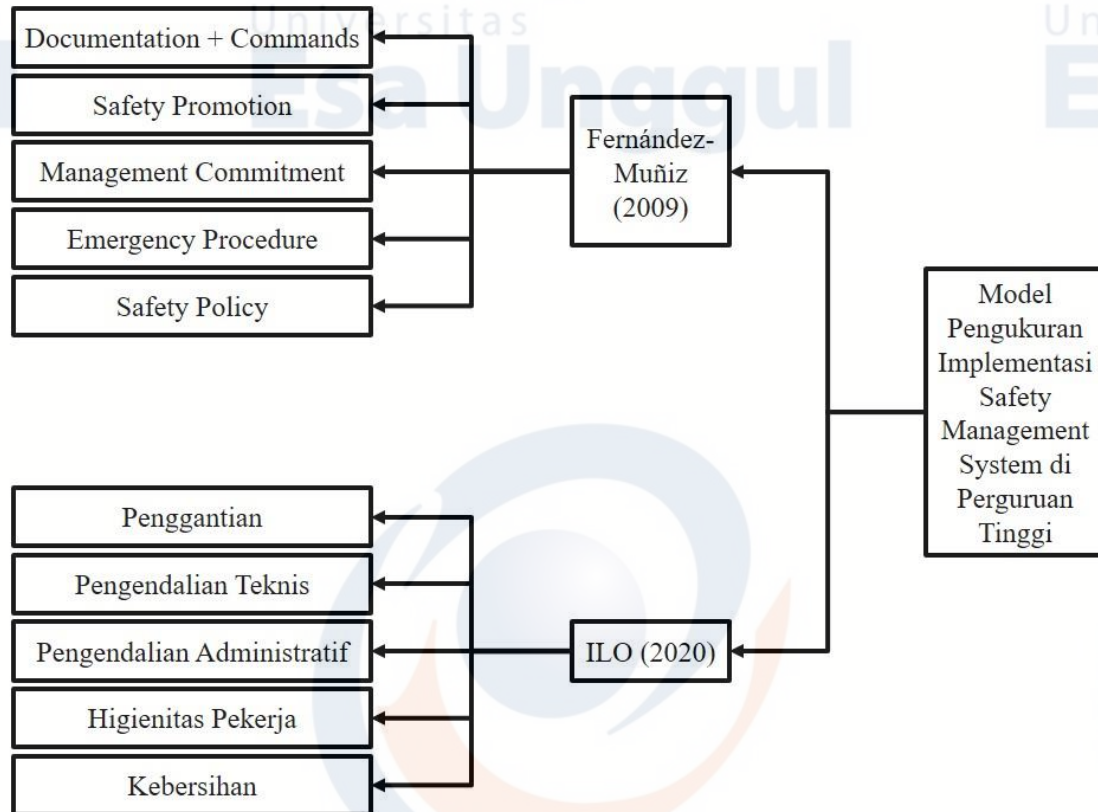 Universitas
Esa Unggul
Un
E
Documentation + Commands
Safety Promotion
Management Commitment
Emergency Procedure
Safety Policy
Fernández-
Muñiz
(2009)
Model
Pengukuran
Implementasi
Safety
Management
System di
Perguruan
Tinggi
Penggantian
Pengendalian Teknis
Pengendalian Administratif
Higienitas Pekerja
Kebersihan
ILO (2020)